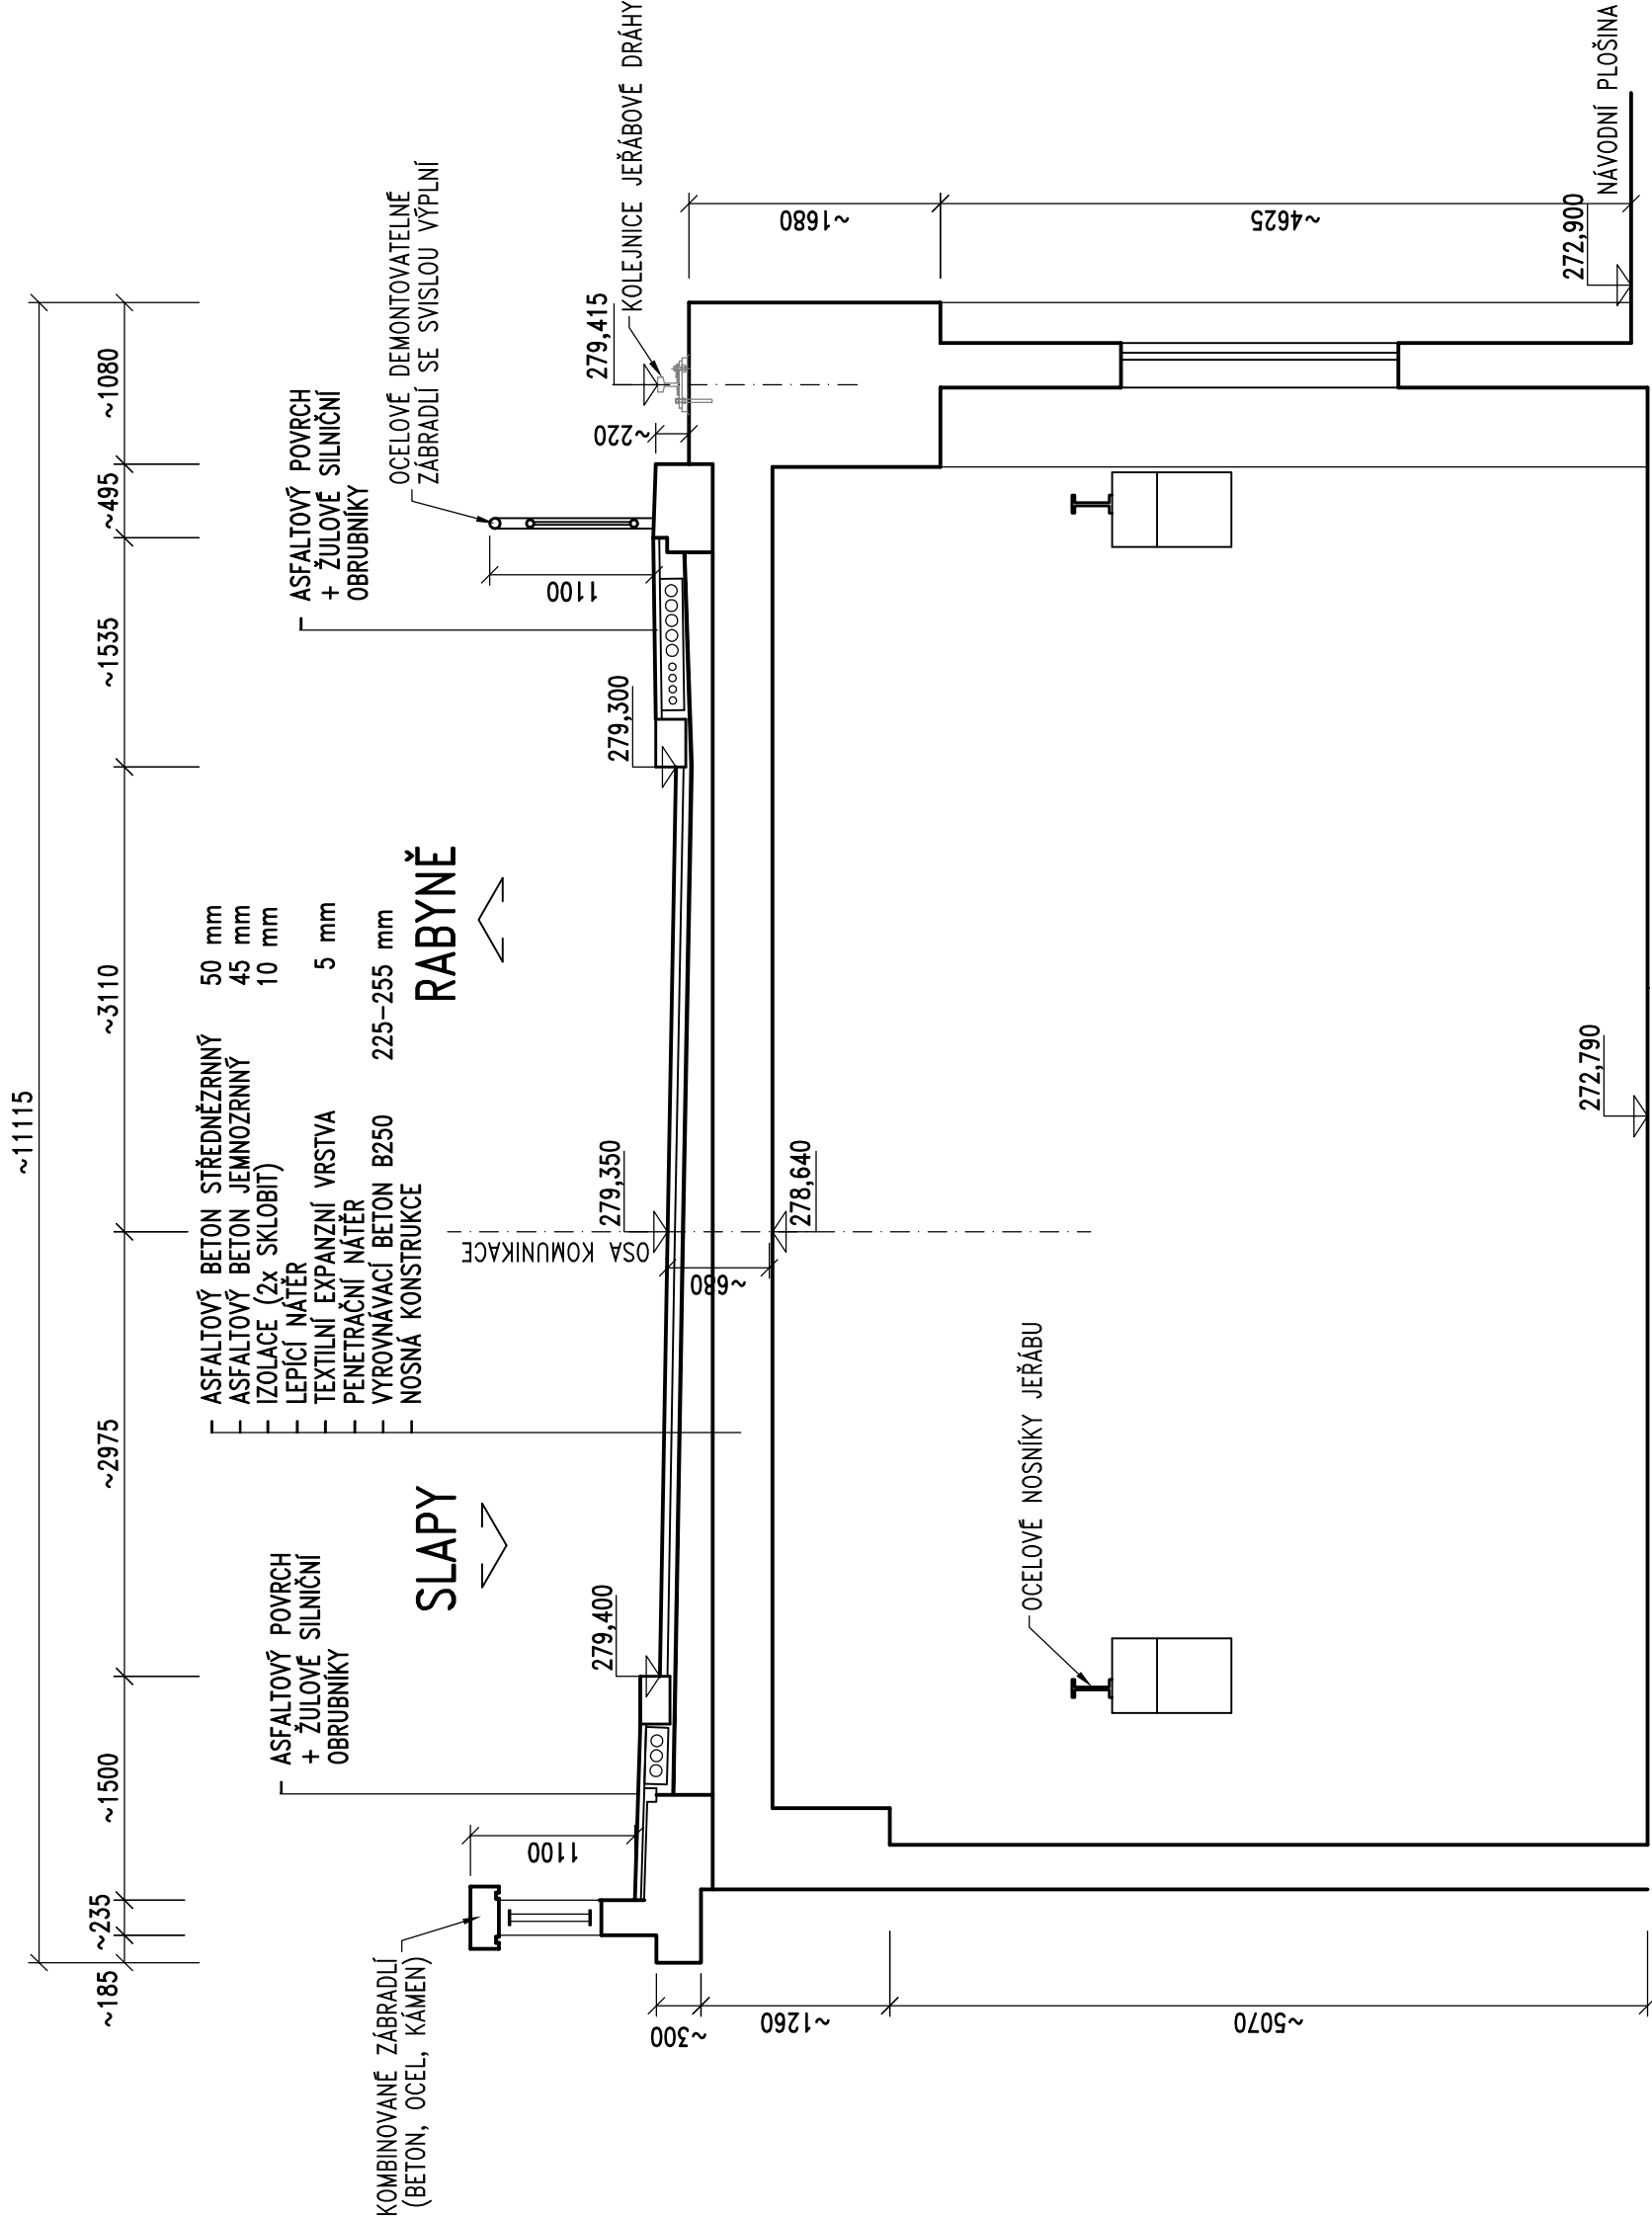 ~11115
~185
~235
~1500
~2975
~3110
~1535
~495
~1080
ASFALTOVÝ BETON STŘEDNĚZRNNÝ 50 mm
ASFALTOVÝ BETON JEMNOZRNNÝ 45 mm
IZOLACE (2x SKLOBIT) 10 mm
LEPÍCÍ NÁTĚR
TEXTILNÍ EXPANZNÍ VRSTVA 5 mm
PENETRAČNÍ NÁTĚR
VYROVNÁVACÍ BETON B250 225-255 mm
NOSNÁ KONSTRUKCE
ASFALTOVÝ POVRCH
+ ŽULOVÉ SILNIČNÍ
OBRUBNÍKY
ASFALTOVÝ POVRCH
+ ŽULOVÉ SILNIČNÍ
OBRUBNÍKY
KOMBINOVANÉ ZÁBRADLÍ
(BETON, OCEL, KÁMEN)
OCELOVÉ DEMONTOVATELNÉ
ZÁBRADLÍ SE SVISLOU VÝPLNÍ
SLAPY
RABYNĚ
1100
1100
279,400
279,350
279,300
279,415
KOLEJNICE JEŘÁBOVÉ DRÁHY
OSA KOMUNIKACE
~220
~680
278,640
~300
~1260
~5070
~1680
~4625
OCELOVÉ NOSNÍKY JEŘÁBU
272,790
272,900
NÁVODNÍ PLOŠINA